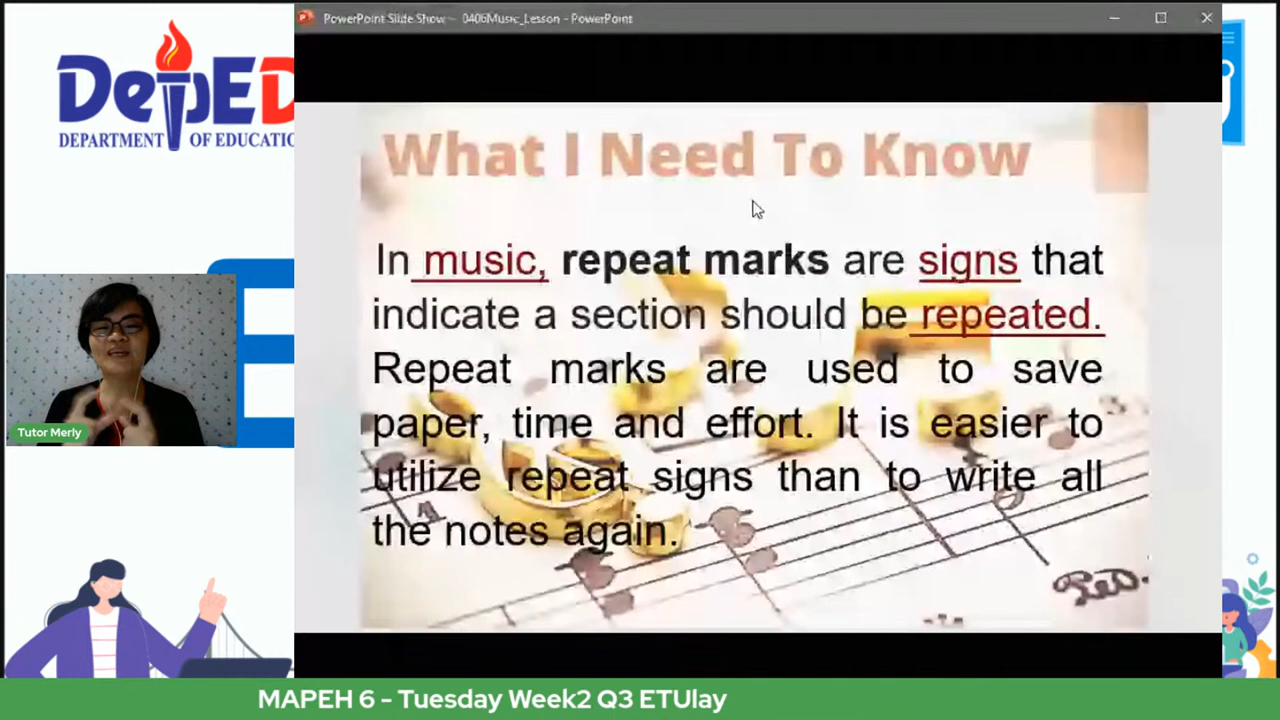 PowerPoint Slide Show - 0406Music_Lesson - PowerPoint
DepED
DEPARTMENT OF EDUCATIO
What I Need To Know
In music, repeat marks are signs that
indicate a section should be repeated.
Repeat marks are used to save
paper, time and effort. It is easier to
utilize repeat signs than to write all
the notes again.
Ped.
Tutor Merly
MAPEH 6 - Tuesday Week2 Q3 ETUlay